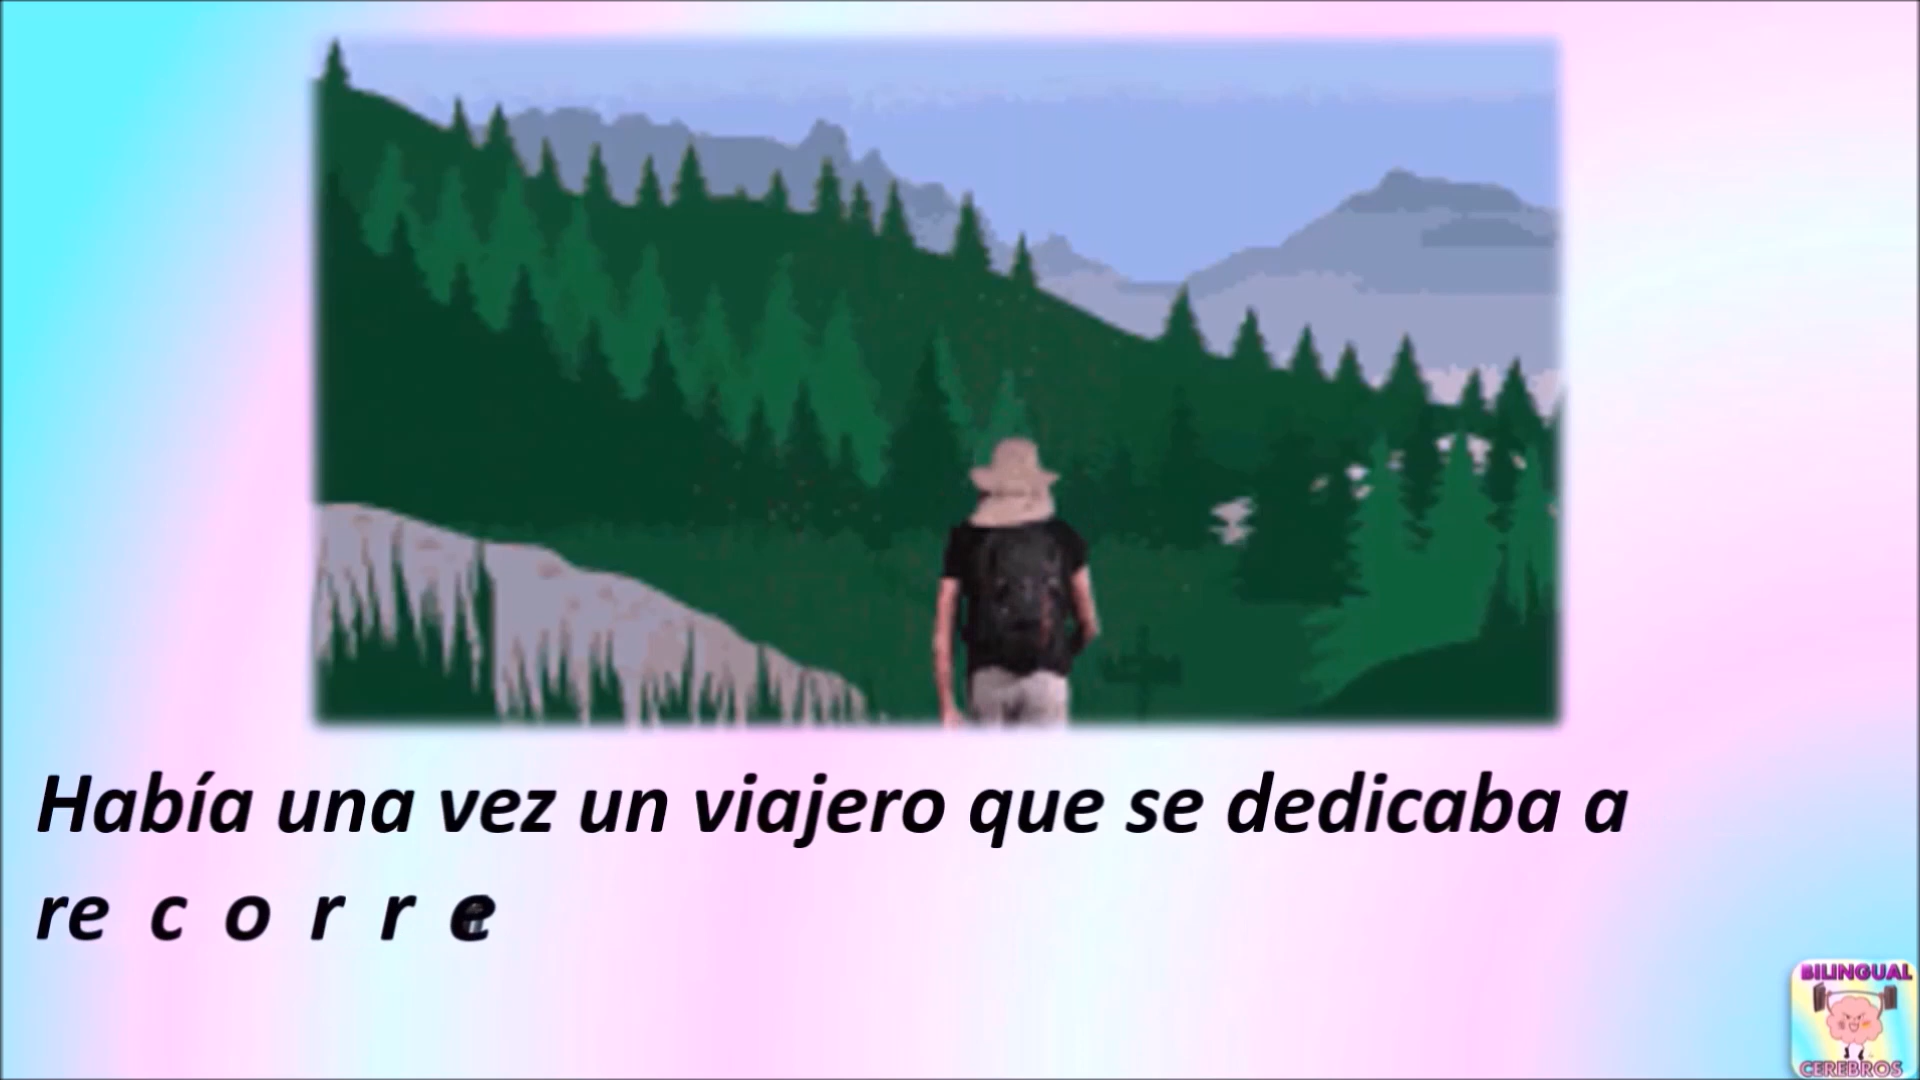 Había una vez un viajero que se dedicaba a
re c o r r e
BILINGUAL
CEREBROS